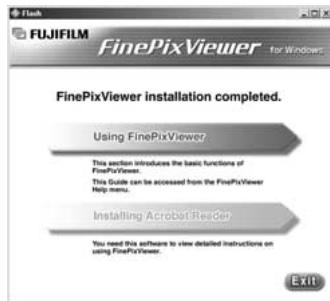 Flash
FUJIFILM
FinePixViewer for Windows
FinePixViewer installation completed.
Using FinePixViewer
This section introduces the basic functions of
FinePixViewer.
This Guide can be accessed from the FinePixViewer
Help menu.
Installing Acrobat Reader
You need this software to view detailed instructions on
using FinePixViewer.
Exit